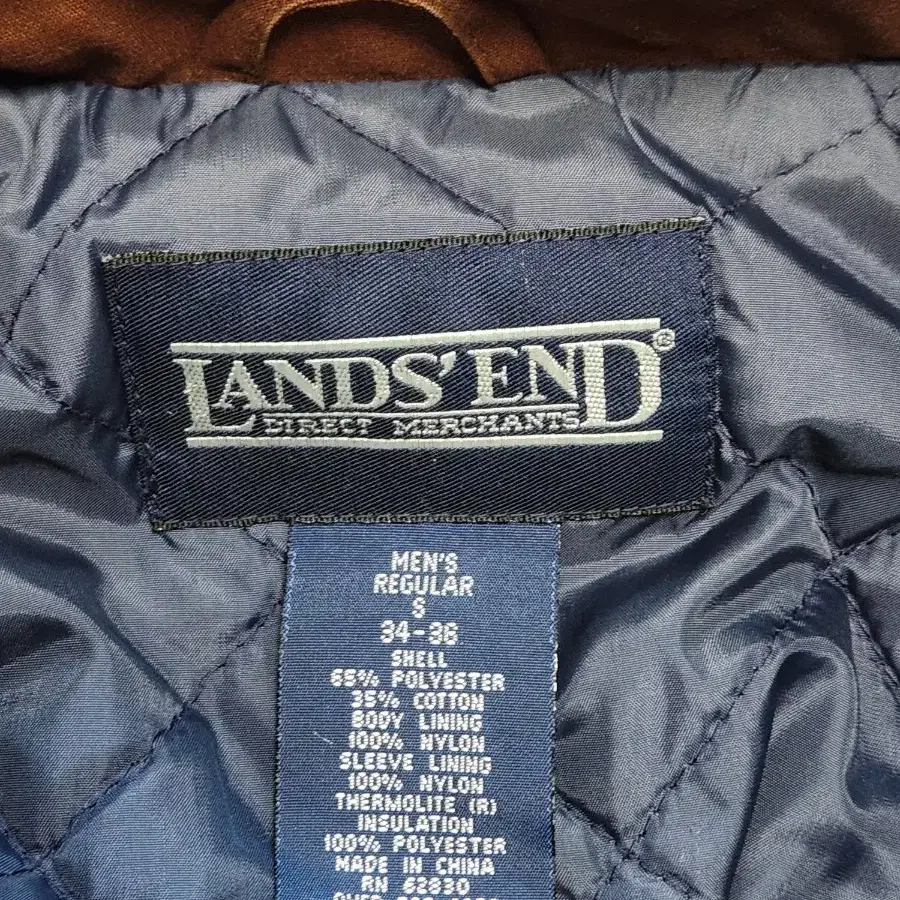 LANDS' END®
DIRECT MERCHANTS
MEN'S
REGULAR
S
34-36
SHELL
65% POLYESTER
35% COTTON
BODY LINING
100% NYLON
SLEEVE LINING
100% NYLON
THERMOLITE (R)
INSULATION
100% POLYESTER
MADE IN CHINA
RN 62830